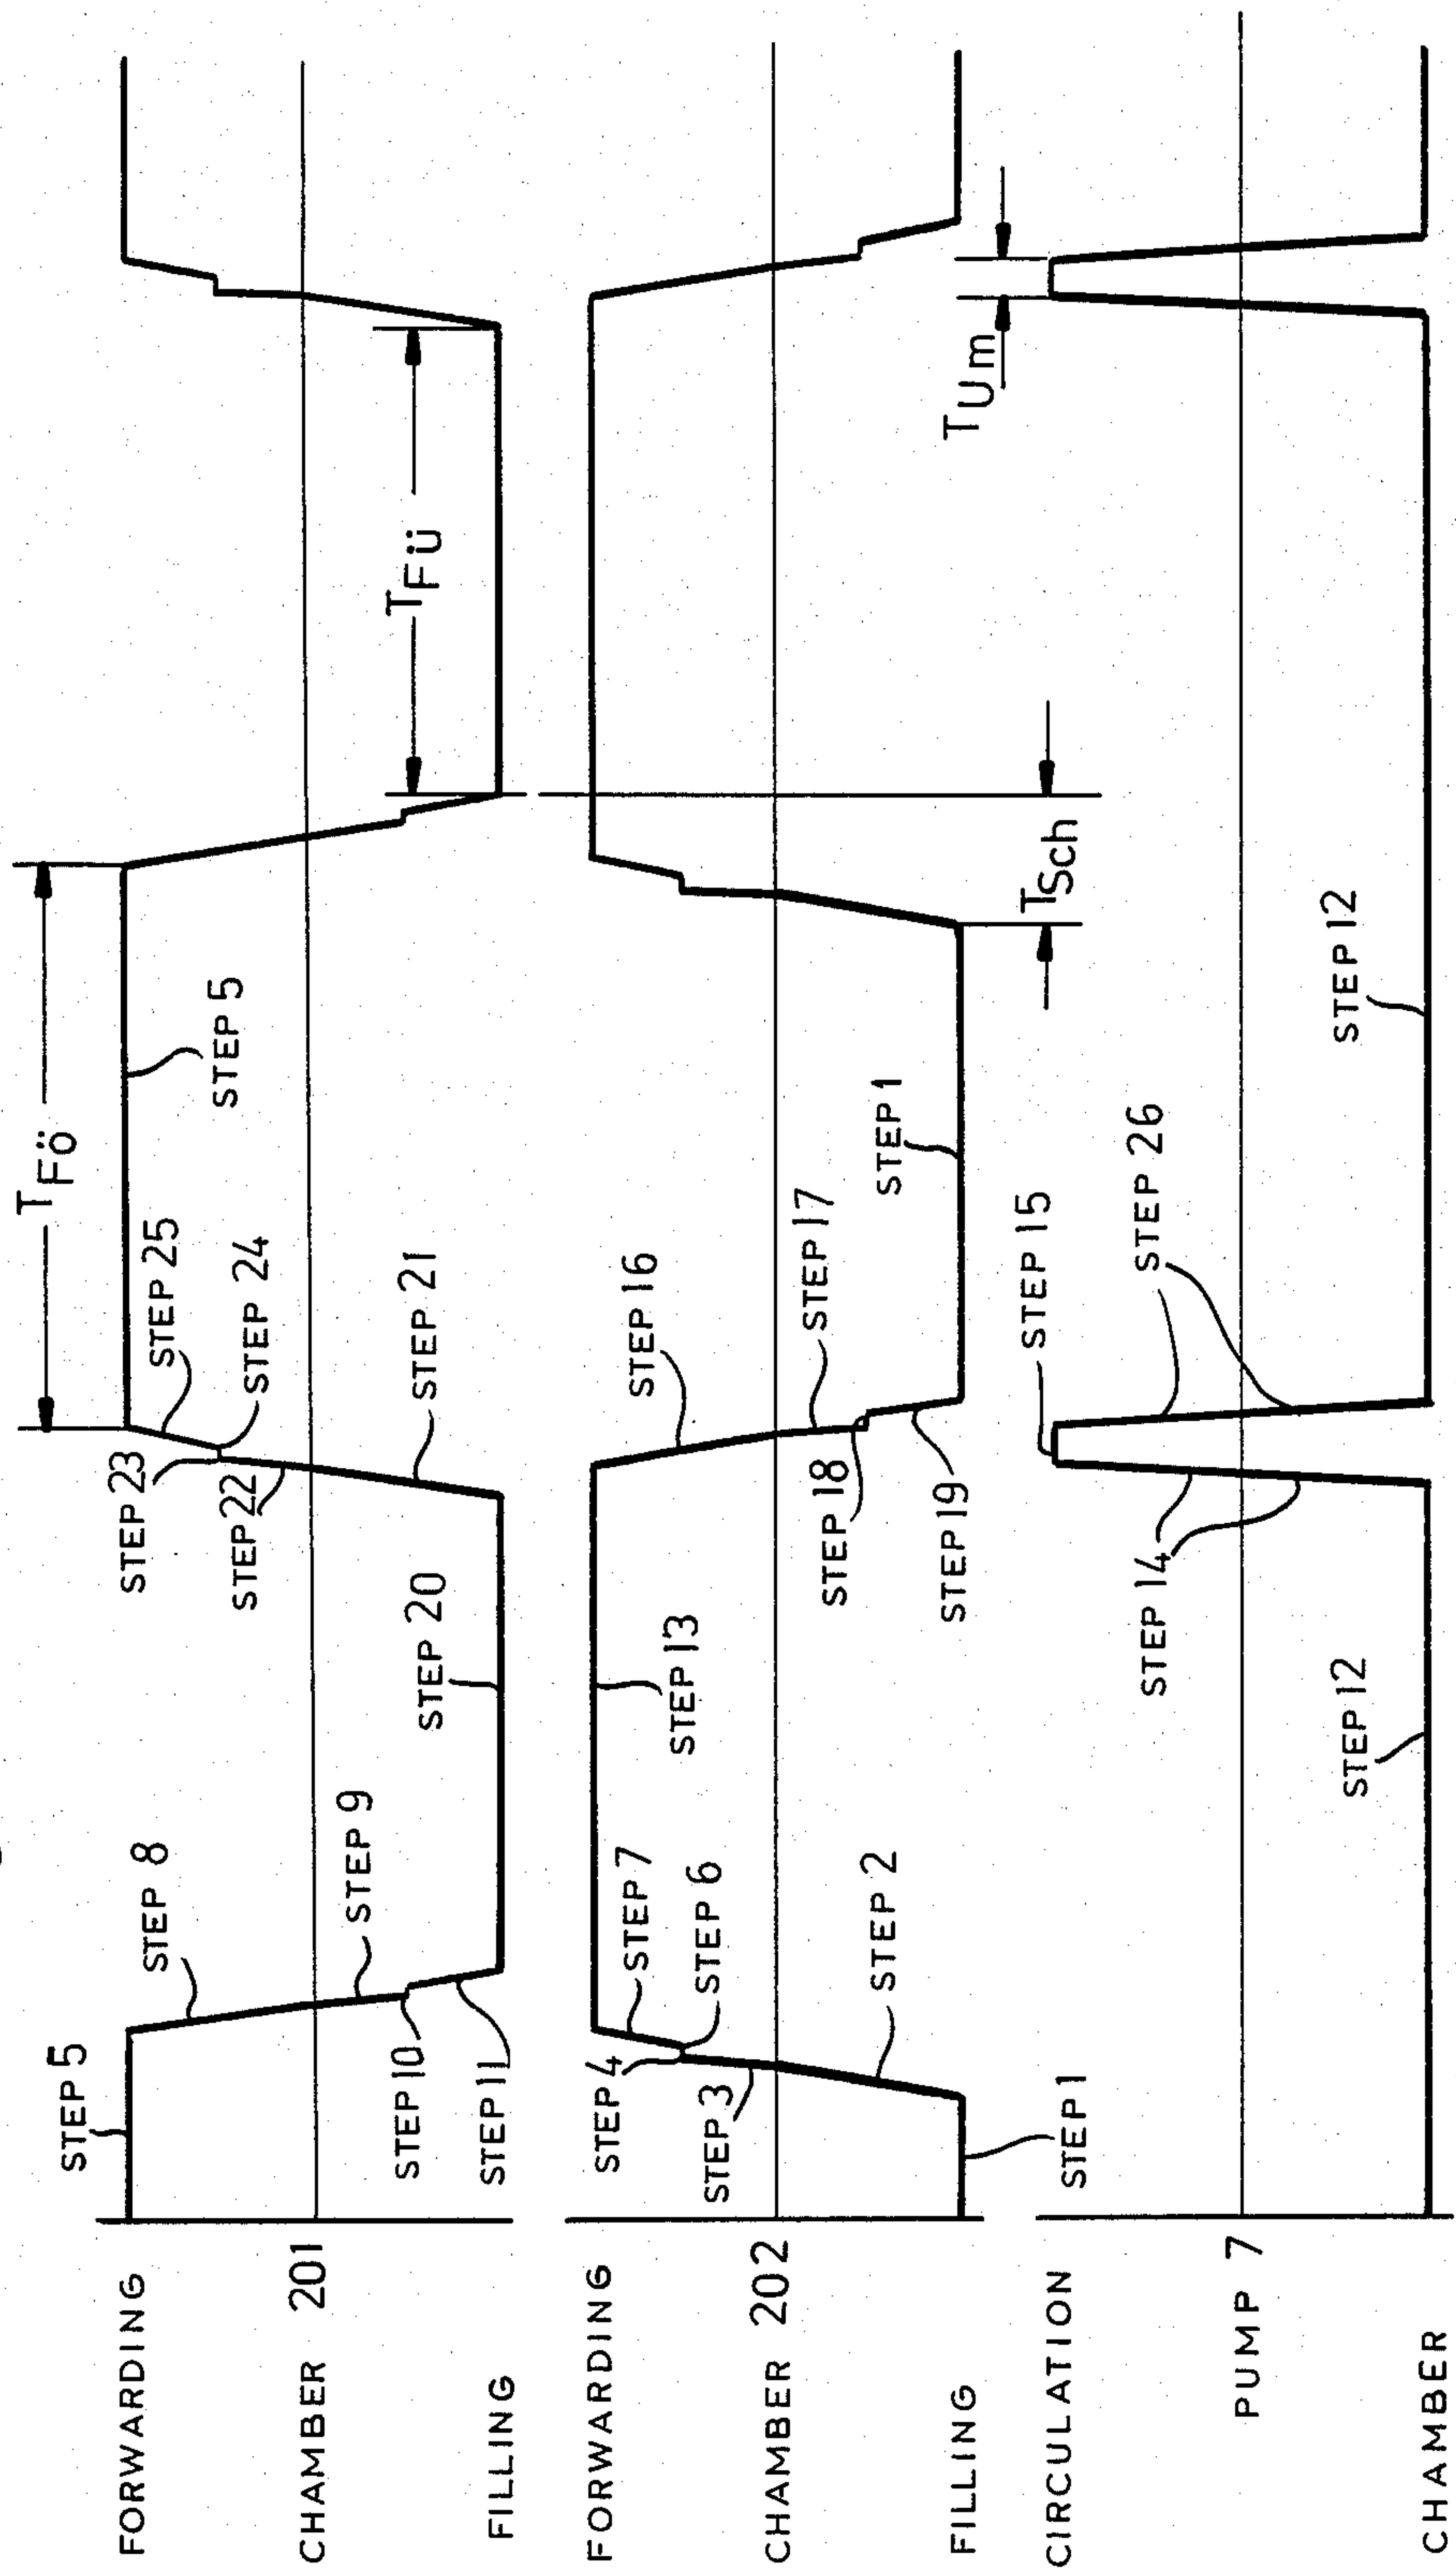 FORWARDING
CHAMBER 201
FILLING
STEP 5
STEP 8
STEP 9
STEP 10
STEP 11
STEP 20
STEP 23
STEP 22
STEP 25
STEP 24
STEP 21
TFö
STEP 5
TFü
FORWARDING
CHAMBER 202
FILLING
STEP 4
STEP 3
STEP 7
STEP 6
STEP 2
STEP 1
STEP 13
STEP 16
STEP 17
STEP 18
STEP 19
STEP 1
TSch
TUm
CIRCULATION
PUMP 7
CHAMBER
STEP 12
STEP 14
STEP 15
STEP 26
STEP 12